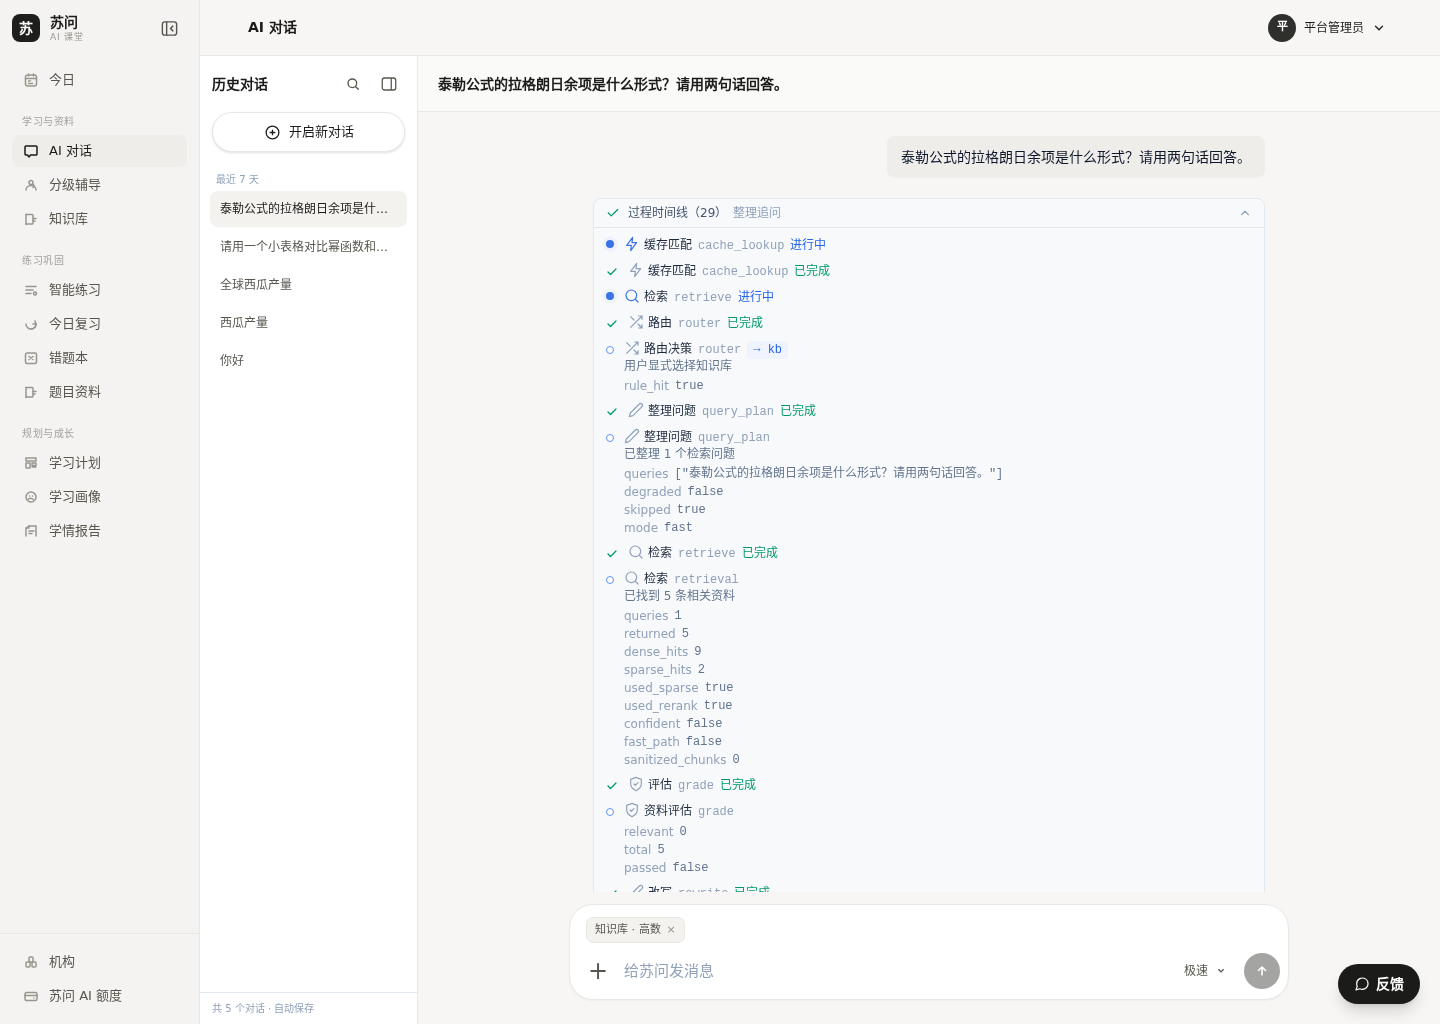 苏
苏问
AI 课堂
今日
学习与资料
AI 对话
分级辅导
知识库
练习巩固
智能练习
今日复习
错题本
题目资料
规划与成长
学习计划
学习画像
学情报告
机构
苏问 AI 额度
AI 对话
平
平台管理员
历史对话
开启新对话
最近 7 天
泰勒公式的拉格朗日余项是什...
请用一个小表格对比幂函数和...
全球西瓜产量
西瓜产量
你好
共 5 个对话 · 自动保存
泰勒公式的拉格朗日余项是什么形式？请用两句话回答。
泰勒公式的拉格朗日余项是什么形式？请用两句话回答。
过程时间线（29） 整理追问
缓存匹配 cache_lookup 进行中
缓存匹配 cache_lookup 已完成
检索 retrieve 进行中
路由 router 已完成
路由决策 router → kb
用户显式选择知识库
rule_hit true
整理问题 query_plan 已完成
整理问题 query_plan
已整理 1 个检索问题
queries ["泰勒公式的拉格朗日余项是什么形式？请用两句话回答。"]
degraded false
skipped true
mode fast
检索 retrieve 已完成
检索 retrieval
已找到 5 条相关资料
queries 1
returned 5
dense_hits 9
sparse_hits 2
used_sparse true
used_rerank true
confident false
fast_path false
sanitized_chunks 0
评估 grade 已完成
资料评估 grade
relevant 0
total 5
passed false
改写 rewrite 已完成
知识库 · 高数 ×
给苏问发消息
极速
反馈